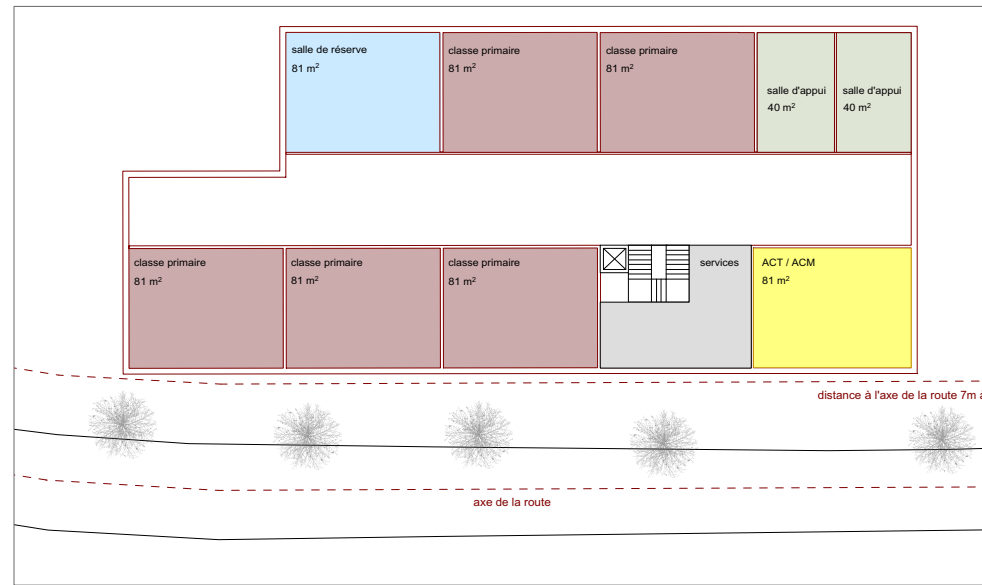 salle de réserve
81 m²
classe primaire
81 m²
classe primaire
81 m²
salle d'appui
40 m²
salle d'appui
40 m²
classe primaire
81 m²
classe primaire
81 m²
classe primaire
81 m²
services
ACT / ACM
81 m²
distance à l'axe de la route 7m
axe de la route